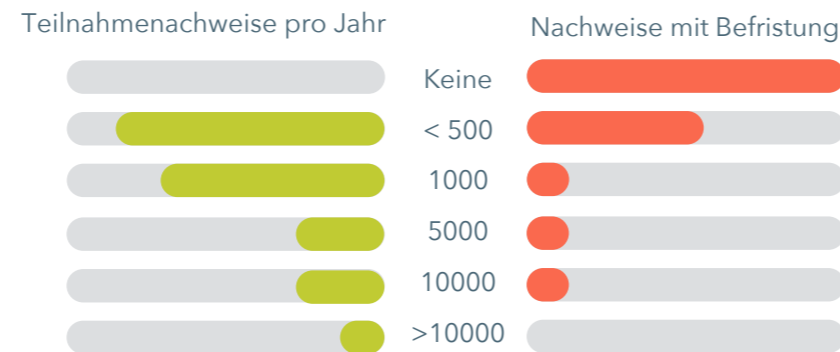 Teilnahmenachweise pro Jahr
Nachweise mit Befristung
Keine
< 500
1000
5000
10000
>10000